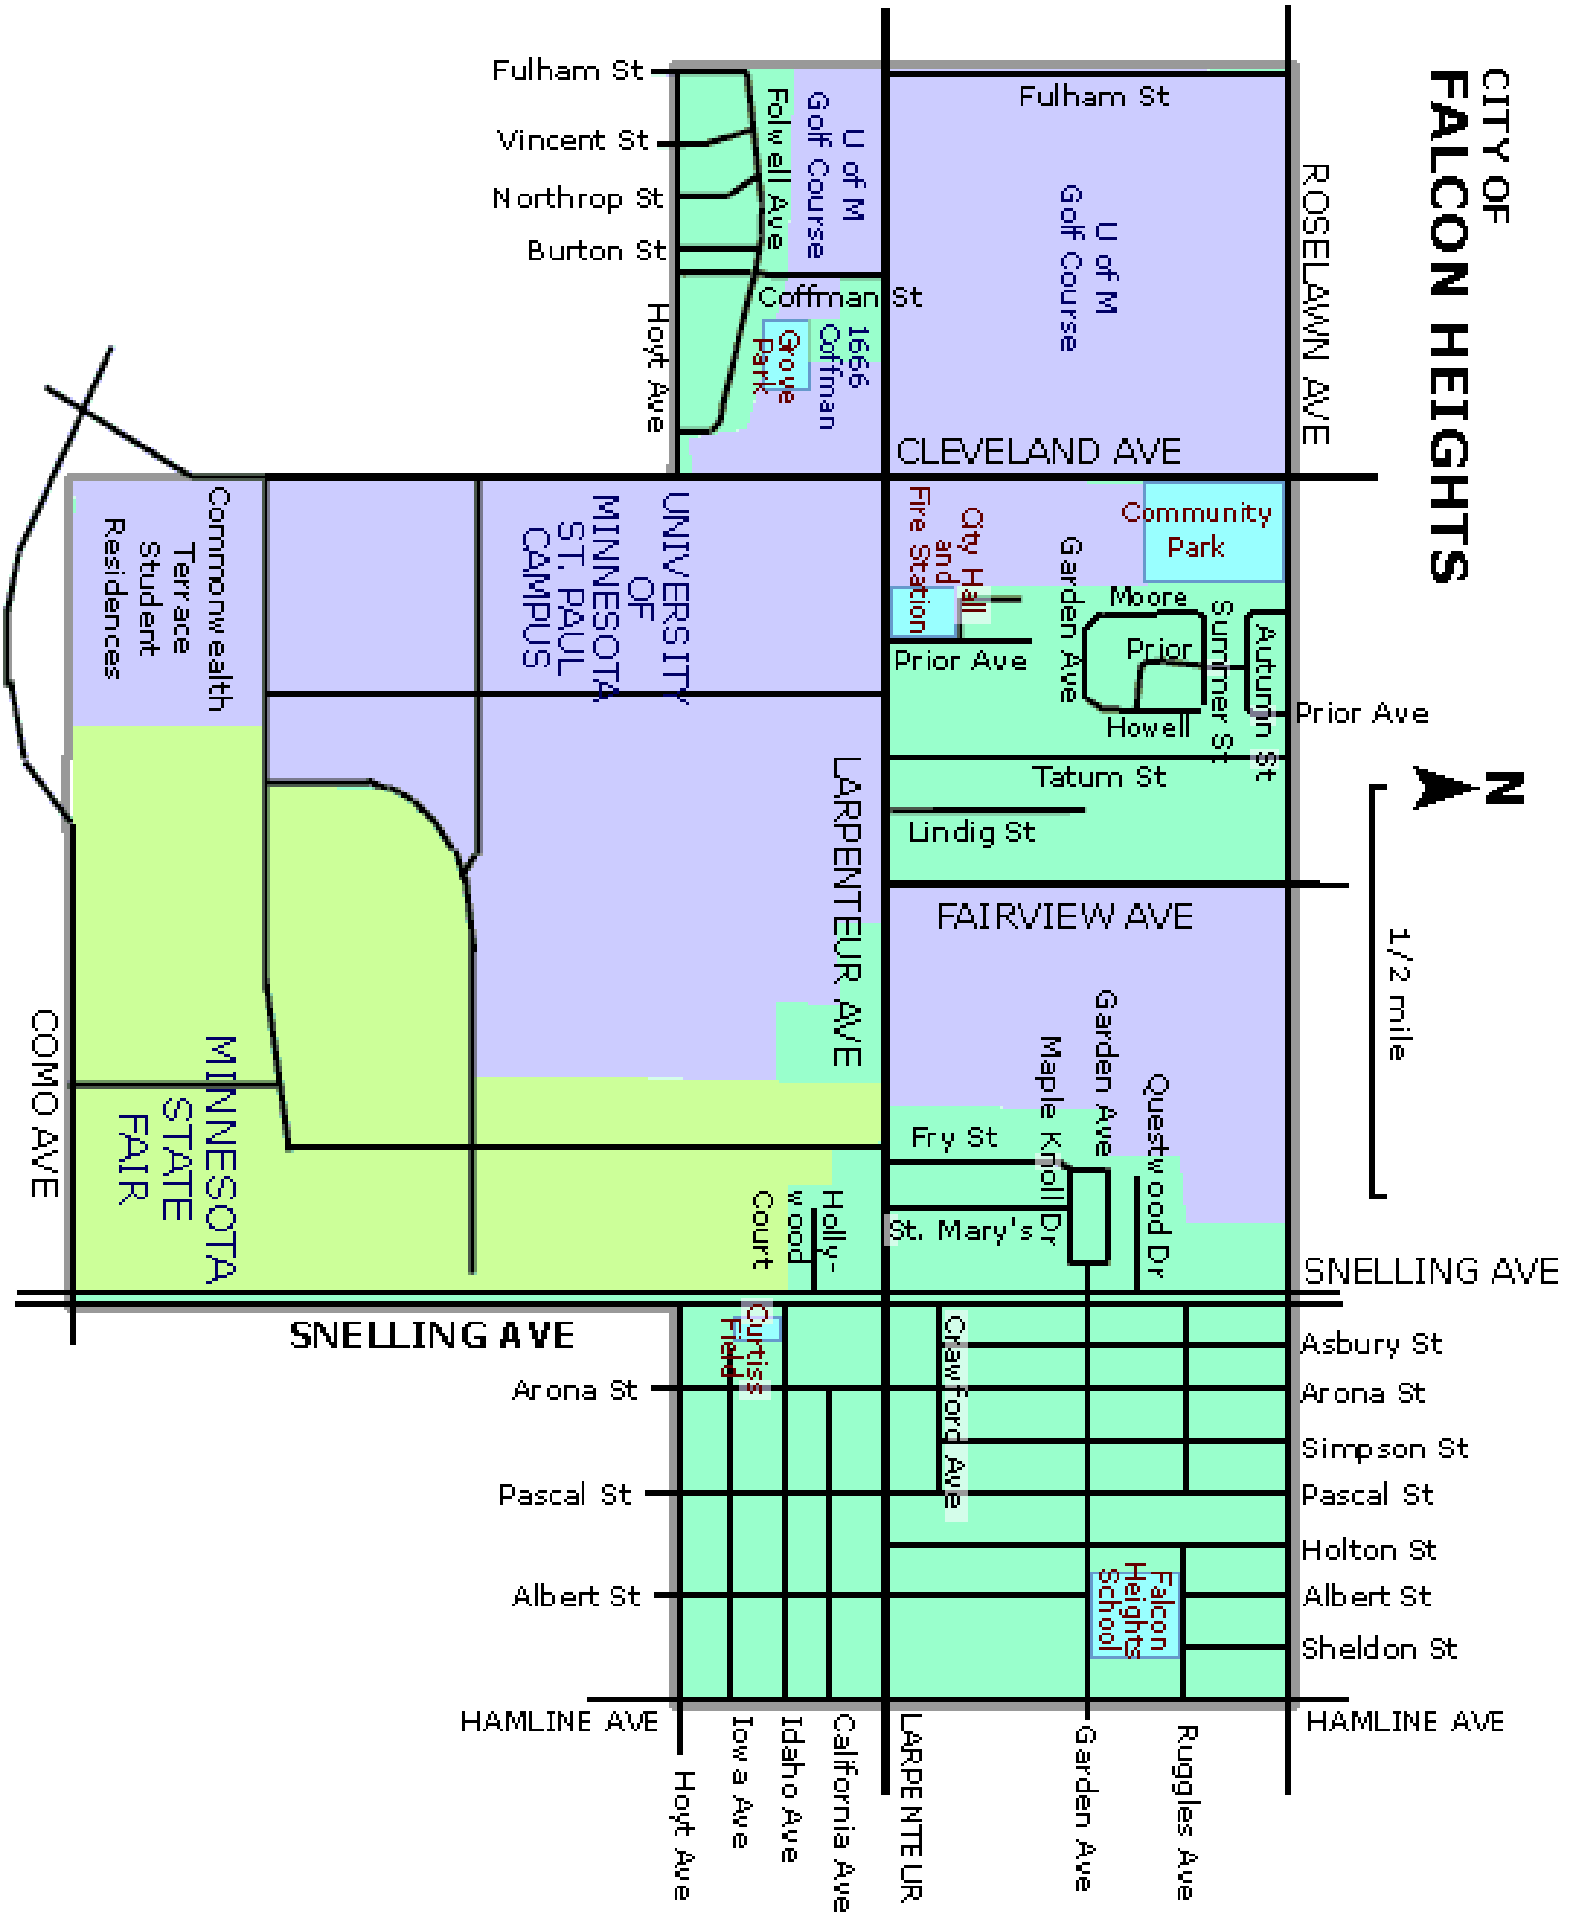 CITY OF
FALCON HEIGHTS
N
1/2 mile
ROSELAWN AVE
Fulham St
Vincent St
Northrop St
Burton St
Hoyt Ave
Folwell Ave
U of M
Golf Course
Coffman St
1666
Coffman
Grove
Park
Fulham St
U of M
Golf Course
CLEVELAND AVE
Commonwealth
Terrace
Student
Residences
UNIVERSITY
OF
MINNESOTA
ST PAUL
CAMPUS
LARPENTEUR AVE
City Hall
and
Fire Station
Community
Park
Garden Ave
Moore
Prior
Howell
Summer St
Autumn St
Prior Ave
Prior Ave
Tatum St
Lindig St
FAIRVIEW AVE
COMO AVE
MINNESOTA
STATE
FAIR
Holly-
wood
Court
Garden Ave
Maple Knoll Dr
Questwood Dr
Fry St
St. Mary's
SNELLING AVE
SNELLING AVE
Curtiss
Field
Crawford Ave
Arona St
Pascal St
Albert St
Asbury St
Arona St
Simpson St
Pascal St
Holton St
Albert St
Sheldon St
Falcon
Heights
School
HAMLINE AVE
HAMLINE AVE
Hoyt Ave
Iowa Ave
Idaho Ave
California Ave
LARPENTEUR
Garden Ave
Ruggles Ave